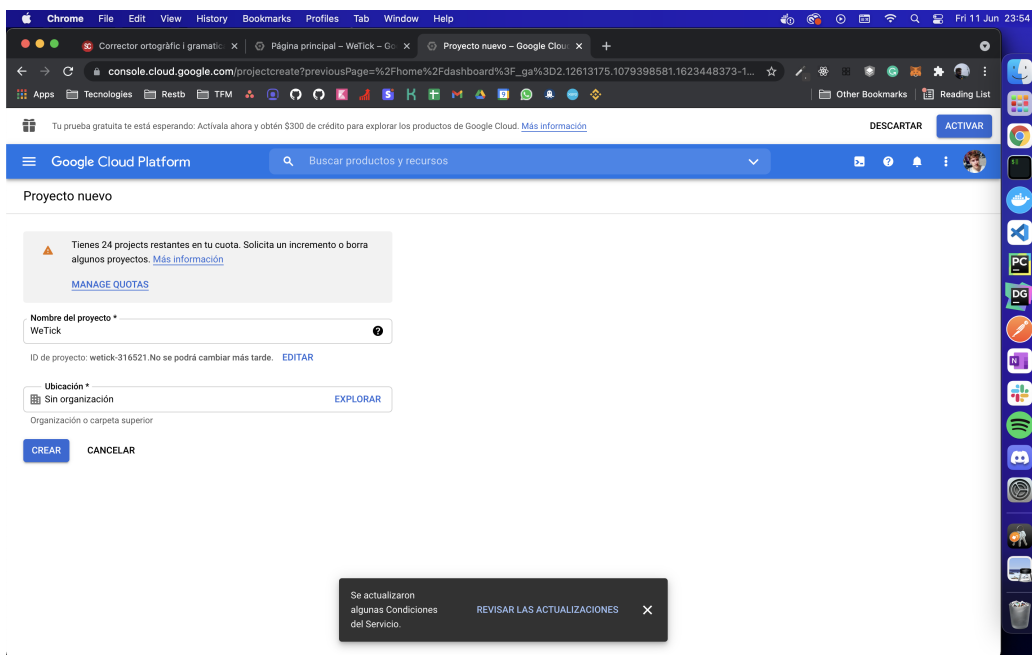 Chrome File Edit View History Bookmarks Profiles Tab Window Help
Fri 11 Jun 23:54
Corrector ortogràfic i gramatic
Página principal – WeTick – Go
Proyecto nuevo – Google Clou
console.cloud.google.com/projectcreate?previousPage=%2Fhome%2Fdashboard%3F_ga%3D2.12613175.1079398581.1623448373-1...
Apps Tecnologies Restb TFM
Other Bookmarks Reading List
Tu prueba gratuita te está esperando: Actívala ahora y obtén $300 de crédito para explorar los productos de Google Cloud. Más información
DESCARTAR ACTIVAR
Google Cloud Platform
Buscar productos y recursos
Proyecto nuevo
Tienes 24 projects restantes en tu cuota. Solicita un incremento o borra
algunos proyectos. Más información
MANAGE QUOTAS
Nombre del proyecto *
WeTick
ID de proyecto: wetick-316521.No se podrá cambiar más tarde. EDITAR
Ubicación *
Sin organización
EXPLORAR
Organización o carpeta superior
CREAR CANCELAR
Se actualizaron
algunas Condiciones
del Servicio.
REVISAR LAS ACTUALIZACIONES
PC
DG